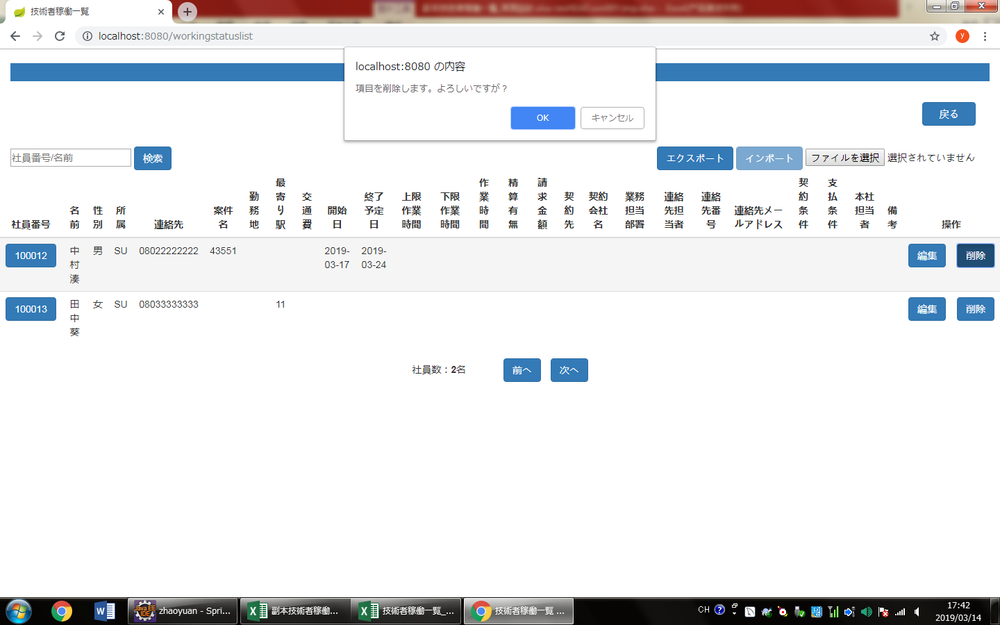 技術者稼働一覧
localhost:8080/workingstatuslist
y
localhost:8080 の内容
項目を削除します。よろしいですが？
OK
キャンセル
戻る
社員番号/名前
検索
エクスポート
インポート
ファイルを選択 選択されていません
社員番号
名前
性別
所属
連絡先
案件名
勤務地
最寄り駅
交通費
開始日
終了予定日
上限作業時間
下限作業時間
作業時間
精算有無
請求金額
契約先
契約会社名
業務担当部署
連絡先担当者
連絡先番号
連絡先メールアドレス
契約条件
支払条件
本社担当者
備考
操作
100012 中村湊 男 SU 08022222222 43551 2019-03-17 2019-03-24 編集 削除
100013 田中葵 女 SU 08033333333 11 編集 削除
社員数：2名
前へ
次へ
Java EE IDE
zhaoyuan - Spri...
副本技術者稼働...
技術者稼働一覧_...
技術者稼働一覧 ...
CH
17:42
2019/03/14